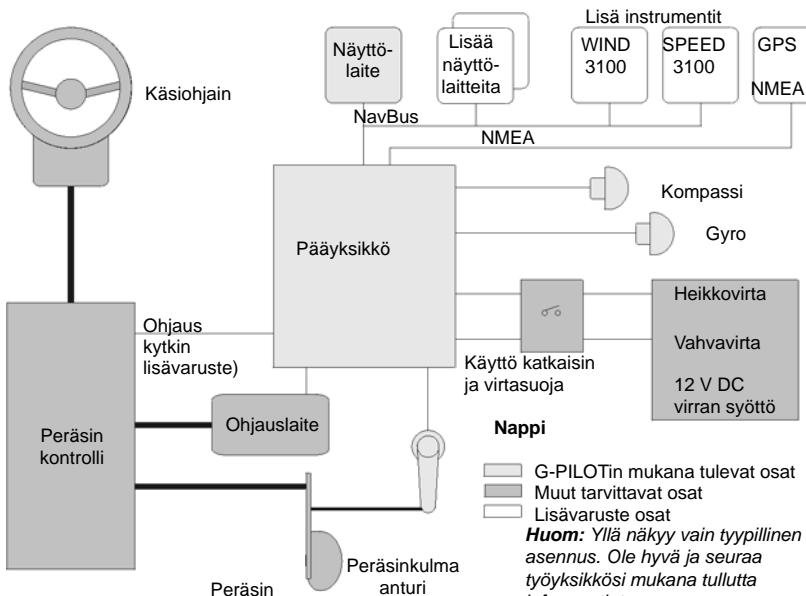 Lisä instrumentit
Näyttö-
laite
Lisää
näyttö-
laitteita
WIND
3100
SPEED
3100
GPS
NMEA
Käsiohjain
NavBus
NMEA
Kompassi
Gyro
Pääyksikkö
Heikkovirta
Vahvavirta
12 V DC
virran syöttö
Ohjaus
kytkin
lisävaruste)
Käyttö katkaisin
ja virtasuoja
Peräsin
kontrolli
Ohjauslaite
Nappi
G-PILOTin mukana tulevat osat
Muut tarvittavat osat
Lisävaruste osat
Huom: Yllä näkyy vain tyypillinen
asennus. Ole hyvä ja seuraa
työyksikkösi mukana tullutta
Peräsinkulma
anturi
Peräsin